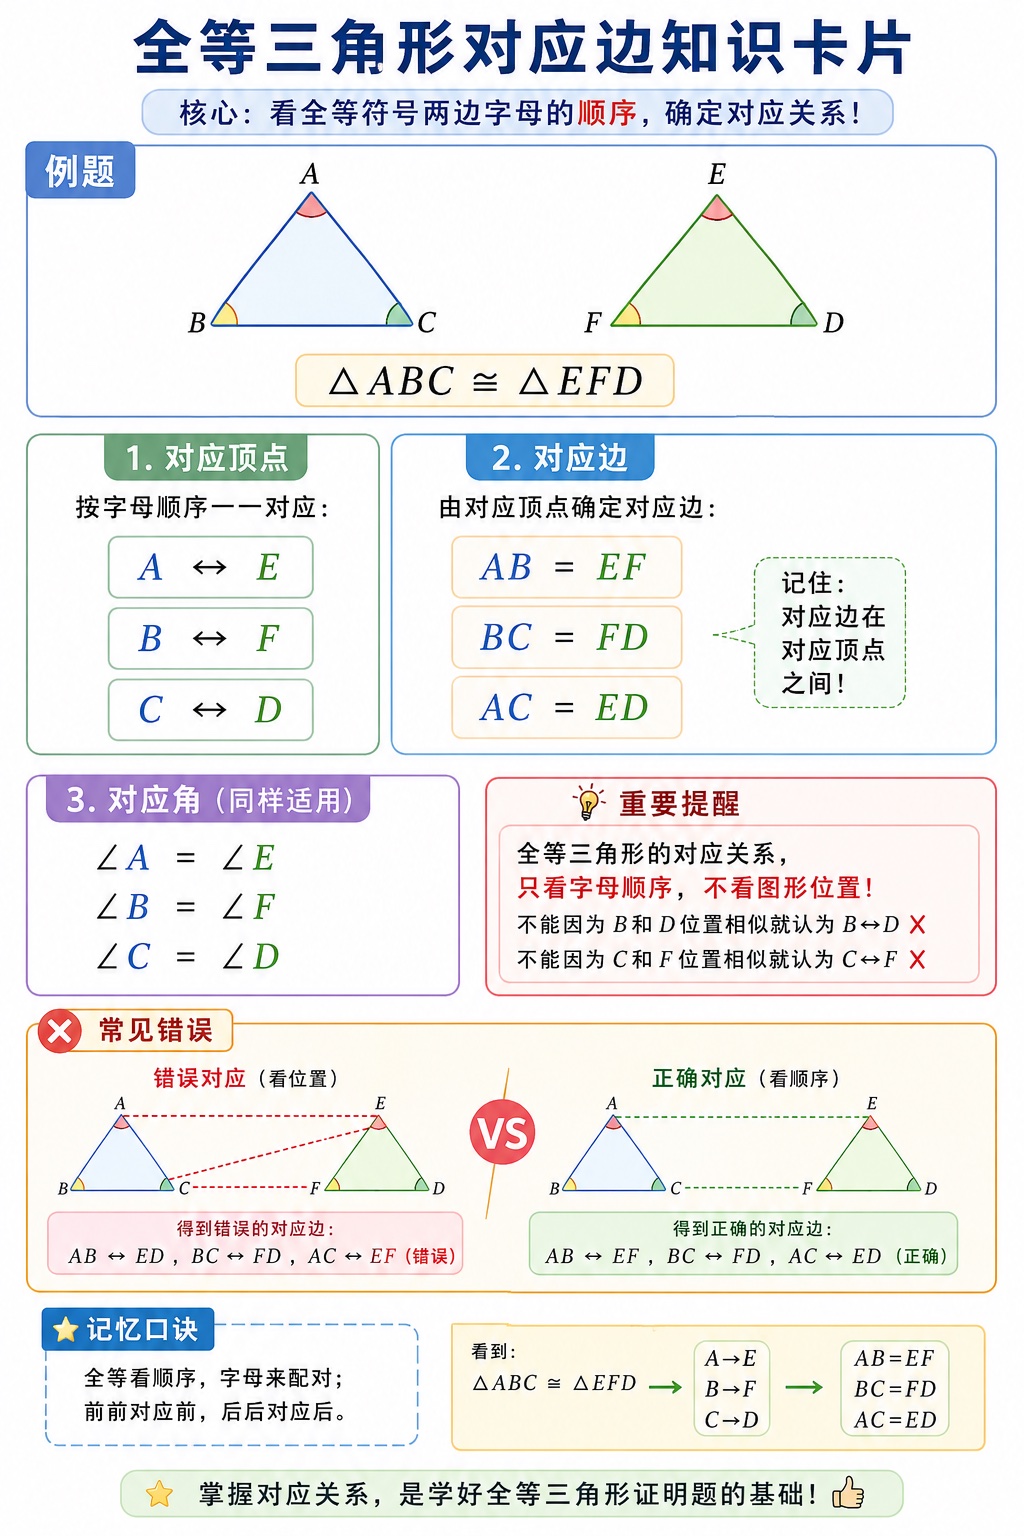 全等三角形对应边知识卡片
核心：看全等符号两边字母的顺序，确定对应关系！
例题
A
E
B
C
F
D
△ABC ≅ △EFD
1. 对应顶点
按字母顺序一一对应：
A ↔ E
B ↔ F
C ↔ D
2. 对应边
由对应顶点确定对应边：
AB = EF
BC = FD
AC = ED
记住：
对应边在
对应顶点
之间！
3. 对应角（同样适用）
∠A = ∠E
∠B = ∠F
∠C = ∠D
重要提醒
全等三角形的对应关系，
只看字母顺序，不看图形位置！
不能因为 B和 D位置相似就认为 B↔D X
不能因为 C和 F 位置相似就认为 C↔F X
常见错误
错误对应（看位置）
A
E
B
C
F
D
得到错误的对应边：
AB ↔ ED，BC ↔ FD，AC ↔ EF（错误）
VS
正确对应（看顺序）
A
E
B
C
F
D
得到正确的对应边：
AB ↔ EF，BC ↔ FD，AC ↔ ED（正确）
记忆口诀
全等看顺序，字母来配对；
前前对应前，后后对应后。
看到：
△ABC ≅ △EFD
A→E
B→F
C→D
AB=EF
BC=FD
AC=ED
掌握对应关系，是学好全等三角形证明题的基础！